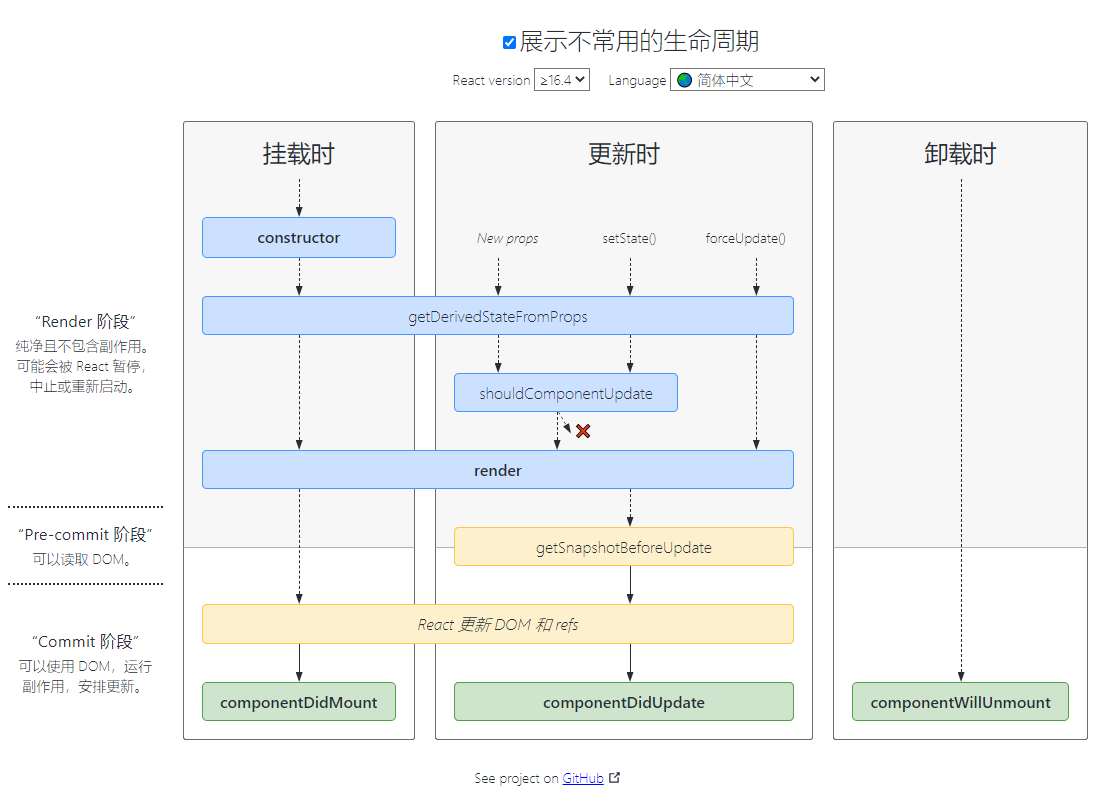 展示不常用的生命周期
React version ≥16.4 Language 简体中文
挂载时
更新时
卸载时
constructor
New props
setState()
forceUpdate()
getDerivedStateFromProps
“Render 阶段”
纯净且不包含副作用。
可能会被 React 暂停，
中止或重新启动。
shouldComponentUpdate
render
“Pre-commit 阶段”
可以读取 DOM。
getSnapshotBeforeUpdate
React 更新 DOM 和 refs
“Commit 阶段”
可以使用 DOM，运行
副作用，安排更新。
componentDidMount
componentDidUpdate
componentWillUnmount
See project on GitHub